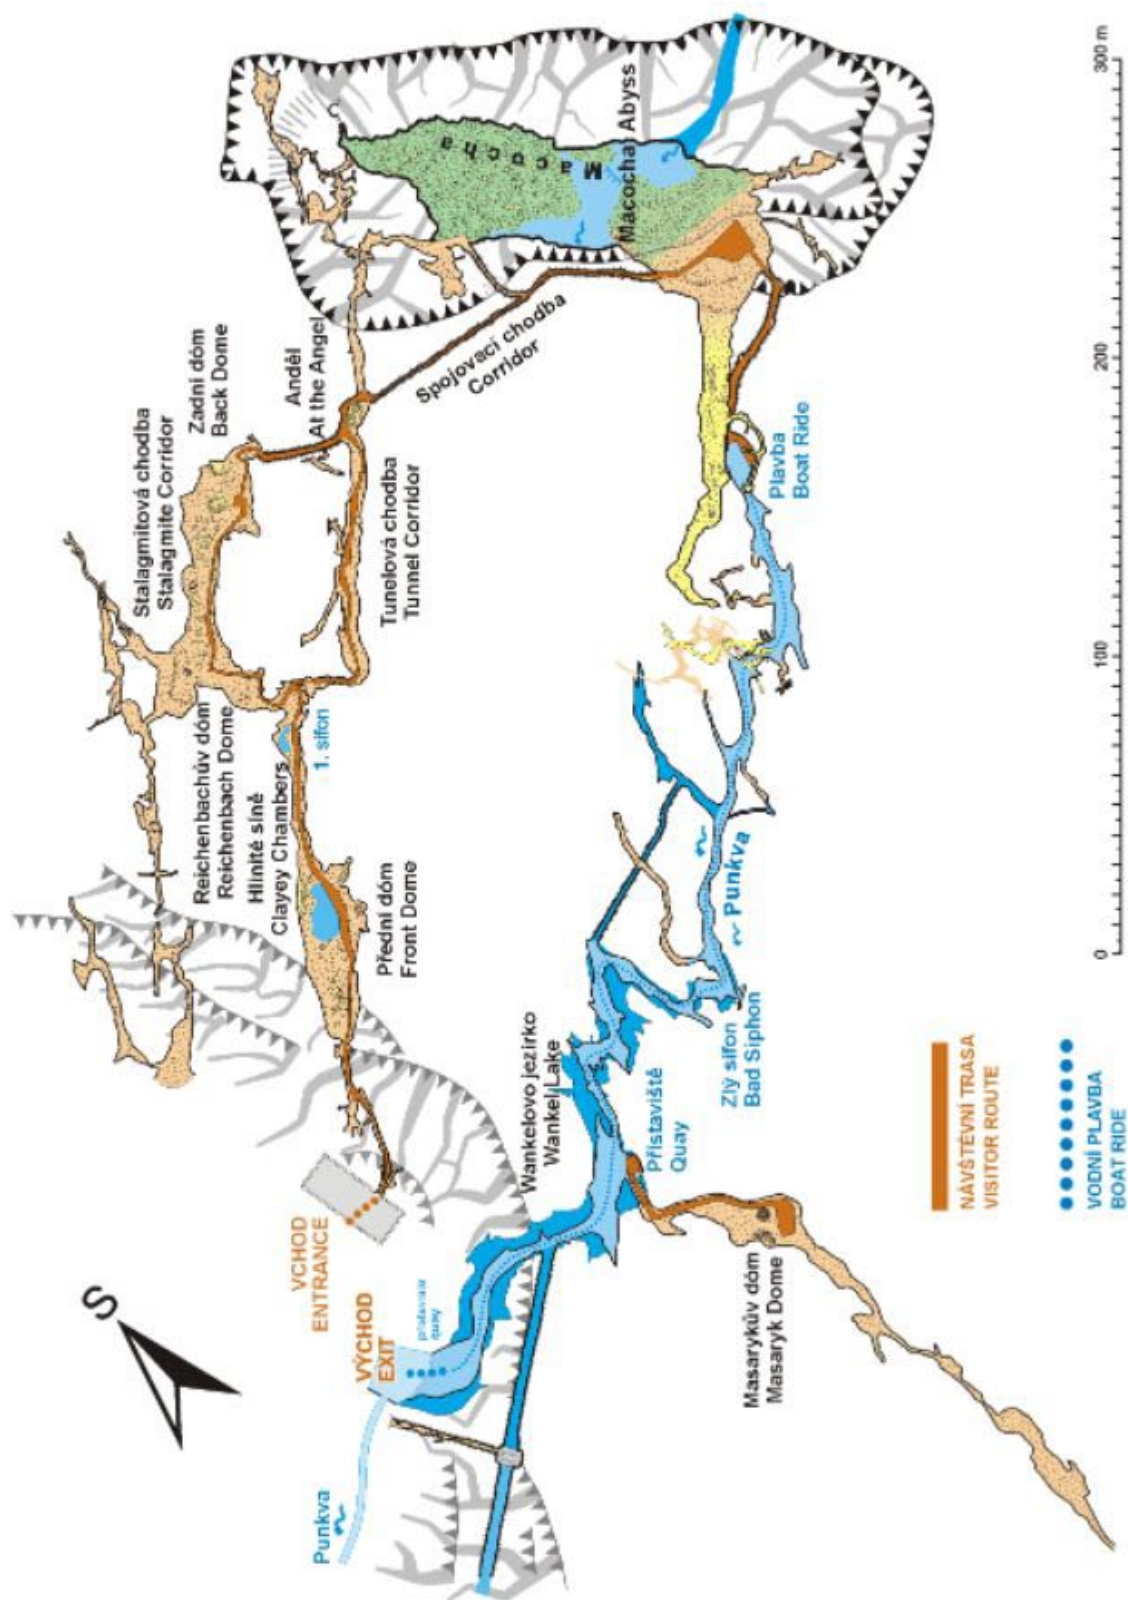 S
Stalagmitová chodba
Stalagmite Corridor
Zadní dóm
Back Dome
Anděl
At the Angel
Spojovací chodba
Corridor
Macocha
Macocha Abyss
Tunelová chodba
Tunnel Corridor
Reichenbachův dóm
Reichenbach Dome
Hlinité síně
Clayey Chambers
1. sifon
Přední dóm
Front Dome
VCHOD
ENTRANCE
VÝCHOD
EXIT
přístaviště
quay
Punkva
Wankelovo jezírko
Wankel Lake
Přístaviště
Quay
Zlý sifon
Bad Siphon
Punkva
Plavba
Boat Ride
Masarykův dóm
Masaryk Dome
NÁVŠTĚVNÍ TRASA
VISITOR ROUTE
VODNÍ PLAVBA
BOAT RIDE
0
100
200
300 m